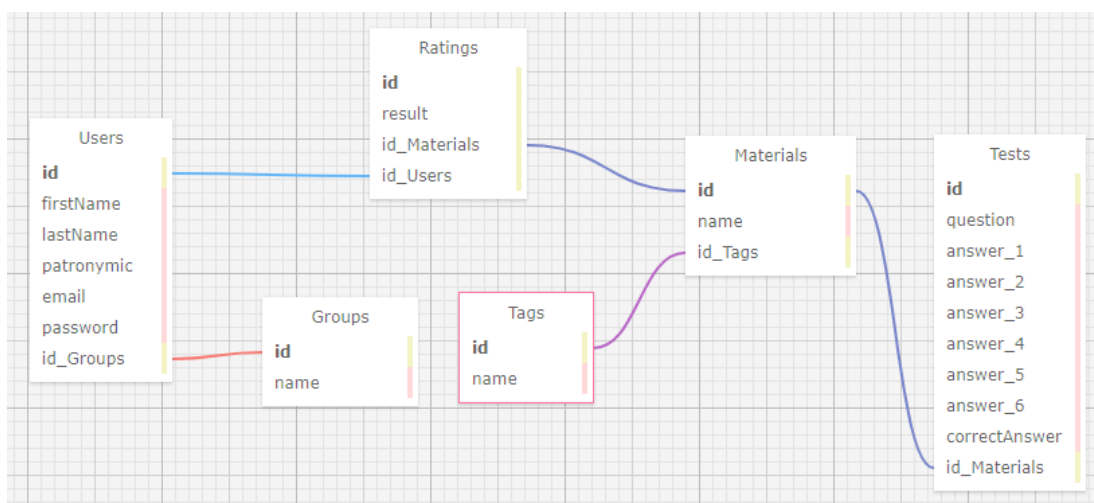 Ratings
id
result
id_Materials
id_Users
Users
id
firstName
lastName
patronymic
email
password
id_Groups
Groups
id
name
Tags
id
name
Materials
id
name
id_Tags
Tests
id
question
answer_1
answer_2
answer_3
answer_4
answer_5
answer_6
correctAnswer
id_Materials